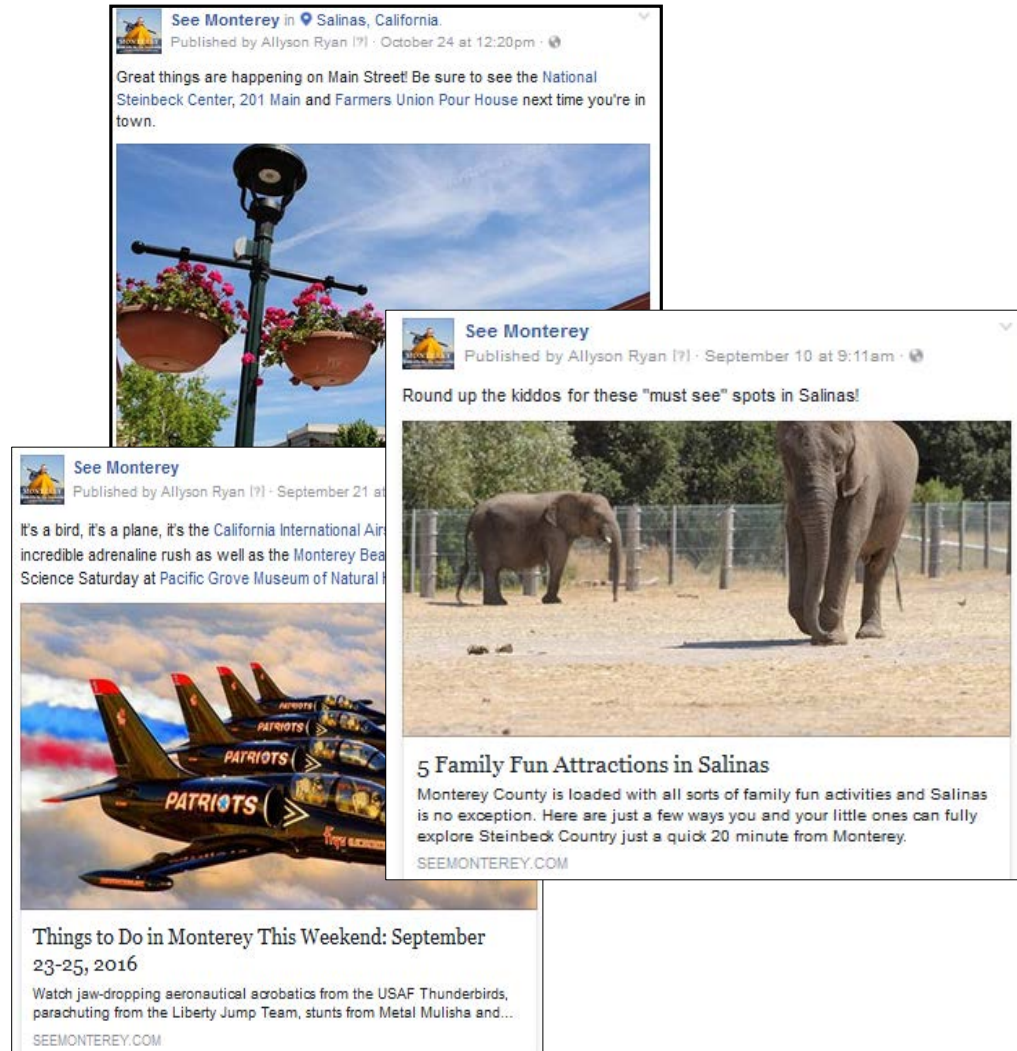 See Monterey in Salinas, California.
Published by Allyson Ryan [?] · October 24 at 12:20pm ·
Great things are happening on Main Street! Be sure to see the National
Steinbeck Center, 201 Main and Farmers Union Pour House next time you're in
town.
See Monterey
Published by Allyson Ryan [?] · September 10 at 9:11am ·
Round up the kiddos for these "must see" spots in Salinas!
5 Family Fun Attractions in Salinas
Monterey County is loaded with all sorts of family fun activities and Salinas
is no exception. Here are just a few ways you and your little ones can fully
explore Steinbeck Country just a quick 20 minute from Monterey.
SEEMONTEREY.COM
See Monterey
Published by Allyson Ryan [?] · September 21 at
It's a bird, it's a plane, it's the California International
incredible adrenaline rush as well as the Monterey
Science Saturday at Pacific Grove Museum of Natural
PATRIOTS
PATRIOTS
PATRIOTS
PATRIOTS
Things to Do in Monterey This Weekend: September
23-25, 2016
Watch jaw-dropping aeronautical acrobatics from the USAF Thunderbirds,
parachuting from the Liberty Jump Team, stunts from Metal Mulisha and...
SEEMONTEREY.COM